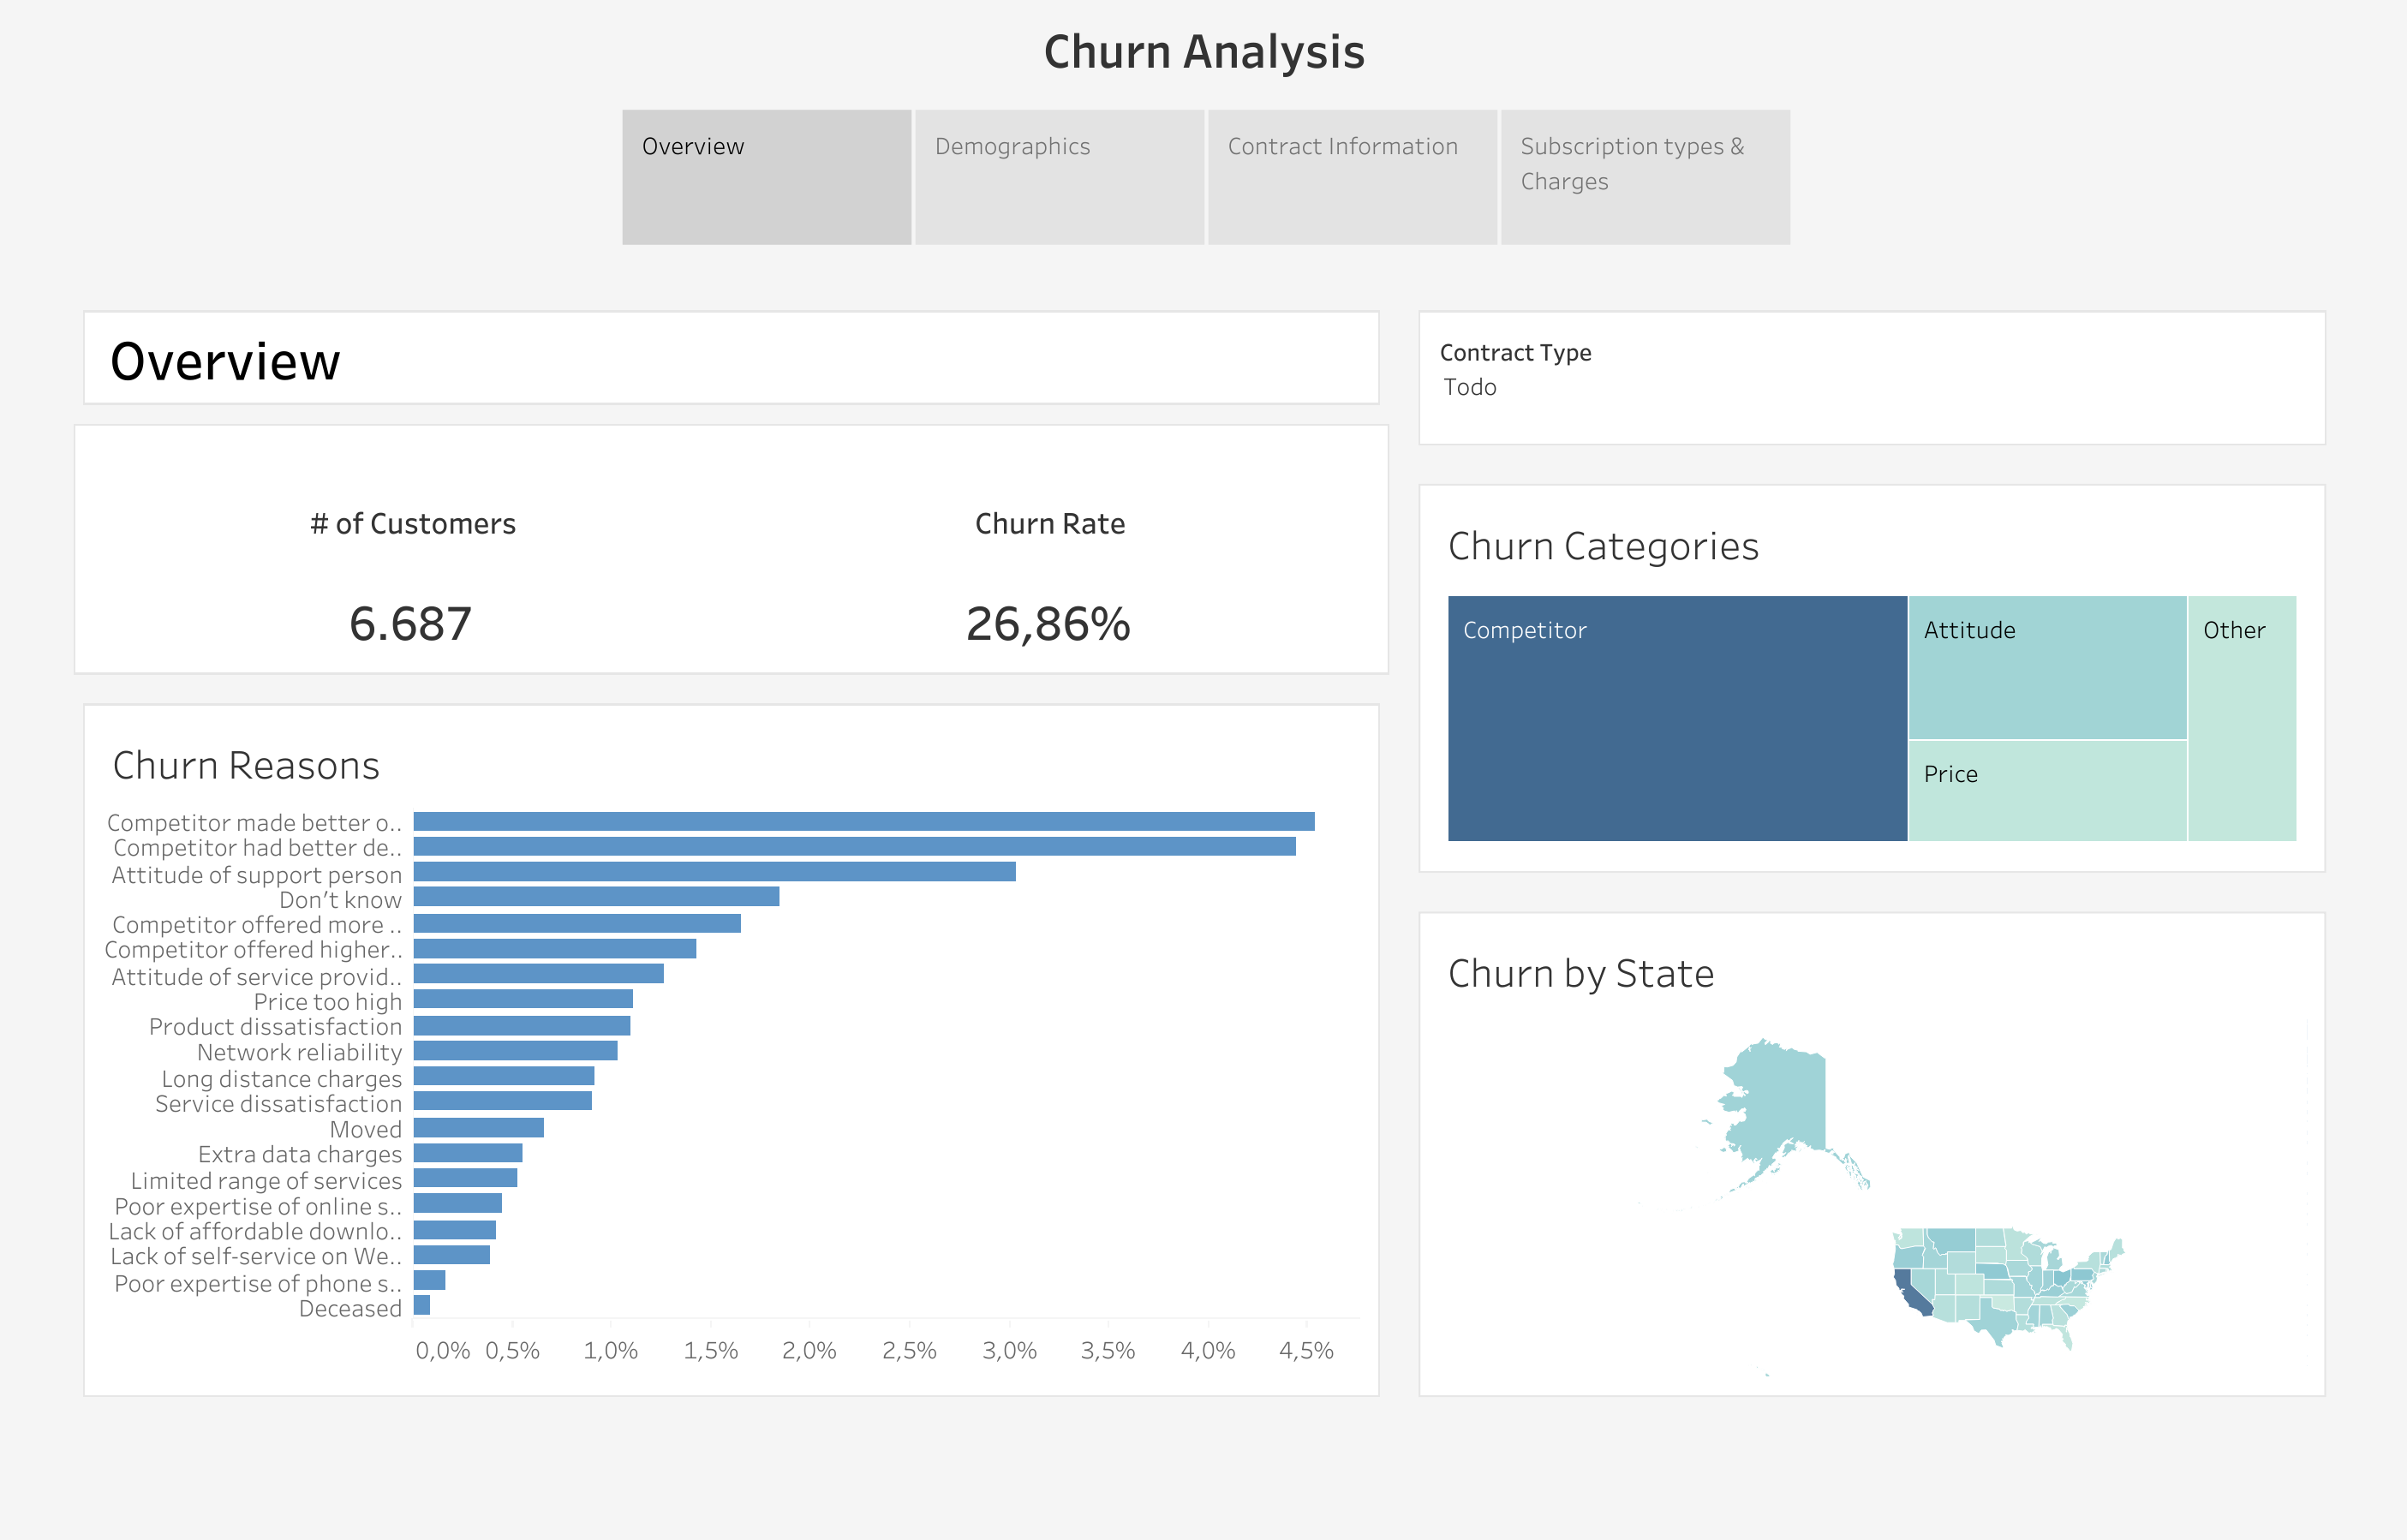 Churn Analysis
Overview
Demographics
Contract Information
Subscription types &
Charges
Overview
Contract Type
Todo
# of Customers
Churn Rate
6.687
26,86%
Churn Categories
Competitor
Attitude
Other
Price
Churn Reasons
Competitor made better o..
Competitor had better de..
Attitude of support person
Don't know
Competitor offered more ..
Competitor offered higher..
Attitude of service provid..
Price too high
Product dissatisfaction
Network reliability
Long distance charges
Service dissatisfaction
Moved
Extra data charges
Limited range of services
Poor expertise of online s..
Lack of affordable downlo..
Lack of self-service on We..
Poor expertise of phone s..
Deceased
0,0% 0,5% 1,0% 1,5% 2,0% 2,5% 3,0% 3,5% 4,0% 4,5%
Churn by State